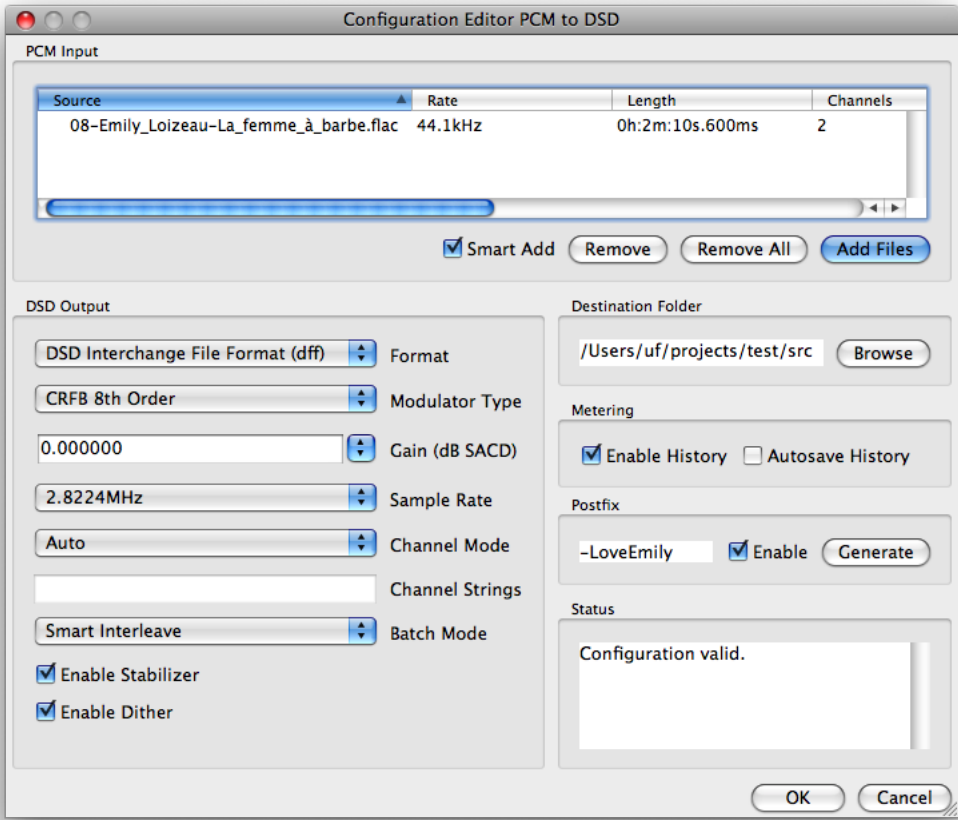 Configuration Editor PCM to DSD
PCM Input
Source Rate Length Channels
08-Emily_Loizeau-La_femme_à_barbe.flac 44.1kHz 0h:2m:10s.600ms 2
Smart Add Remove Remove All Add Files
DSD Output
DSD Interchange File Format (dff) Format
CRFB 8th Order Modulator Type
0.000000 Gain (dB SACD)
2.8224MHz Sample Rate
Auto Channel Mode
Channel Strings
Smart Interleave Batch Mode
Enable Stabilizer
Enable Dither
Destination Folder
/Users/uf/projects/test/src Browse
Metering
Enable History Autosave History
Postfix
-LoveEmily Enable Generate
Status
Configuration valid.
OK Cancel